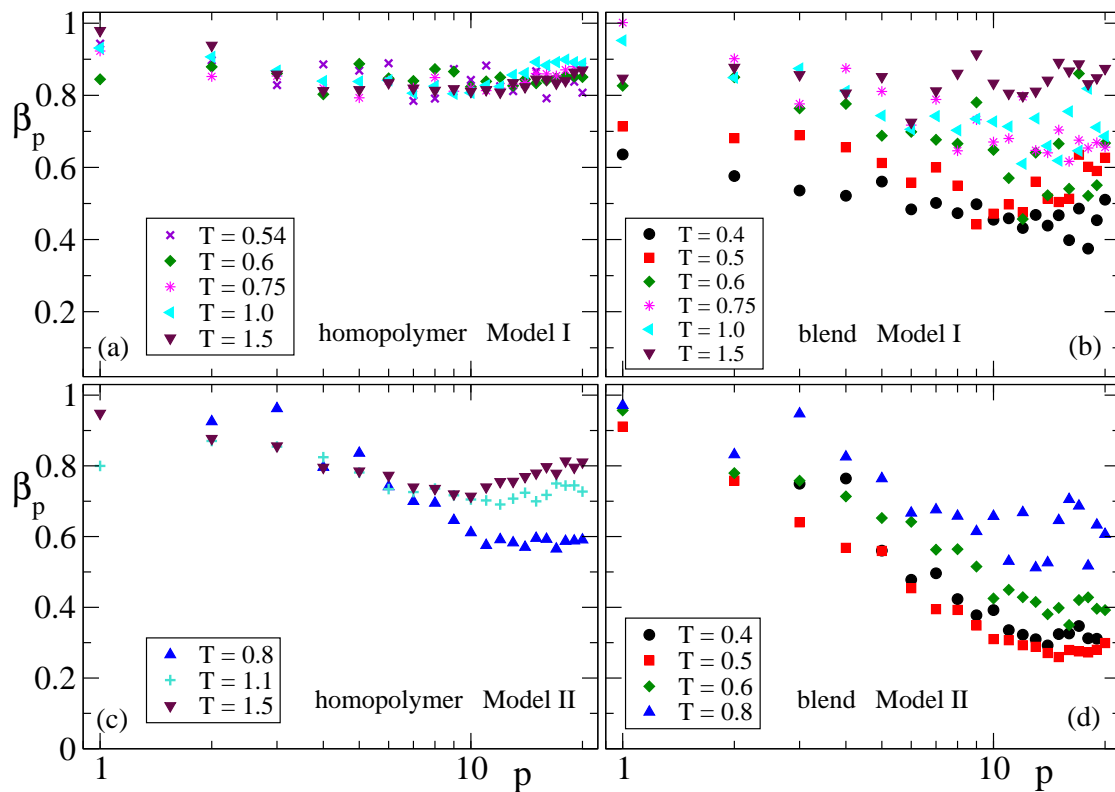 1
0.8
β_p
0.6
0.4
0.2
T = 0.54
T = 0.6
T = 0.75
T = 1.0
T = 1.5
homopolymer Model I
(a)
T = 0.4
T = 0.5
T = 0.6
T = 0.75
T = 1.0
T = 1.5
blend Model I
(b)
1
0.8
β_p
0.6
0.4
0.2
0
T = 0.8
T = 1.1
T = 1.5
homopolymer Model II
(c)
T = 0.4
T = 0.5
T = 0.6
T = 0.8
blend Model II
(d)
1 10 p
1 10 p